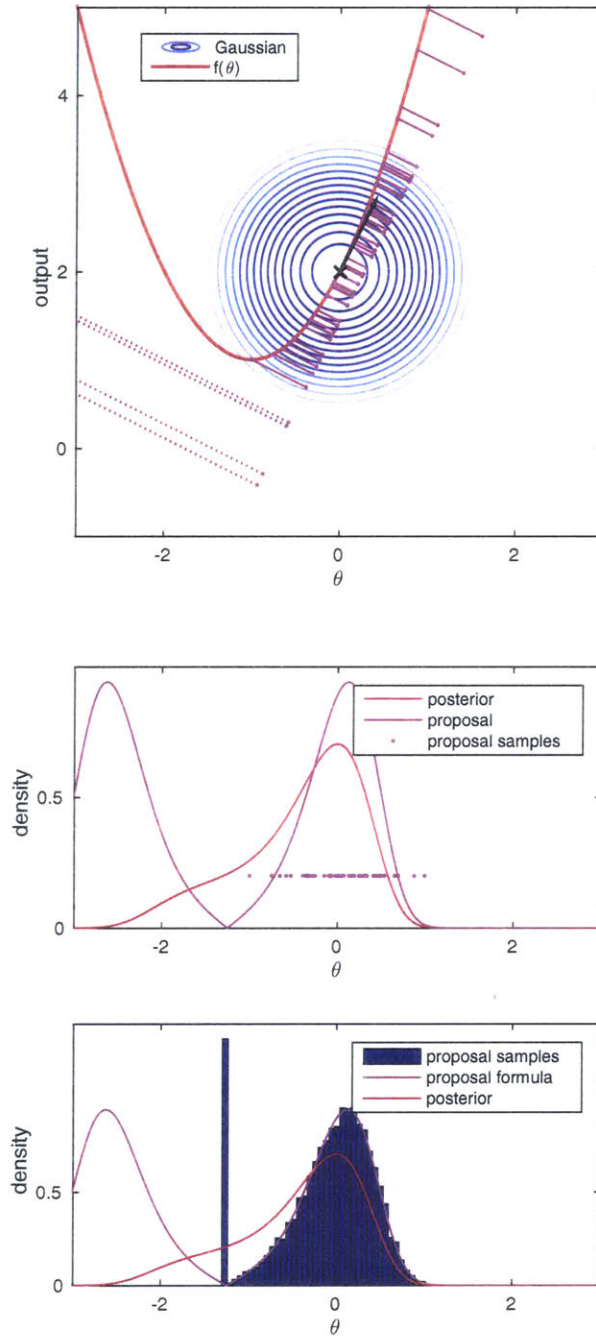 Gaussian
f(θ)
4
2
0
output
-2
0
2
θ
posterior
proposal
proposal samples
0.5
0
density
-2
0
2
θ
proposal samples
proposal formula
posterior
0.5
0
density
-2
0
2
θ